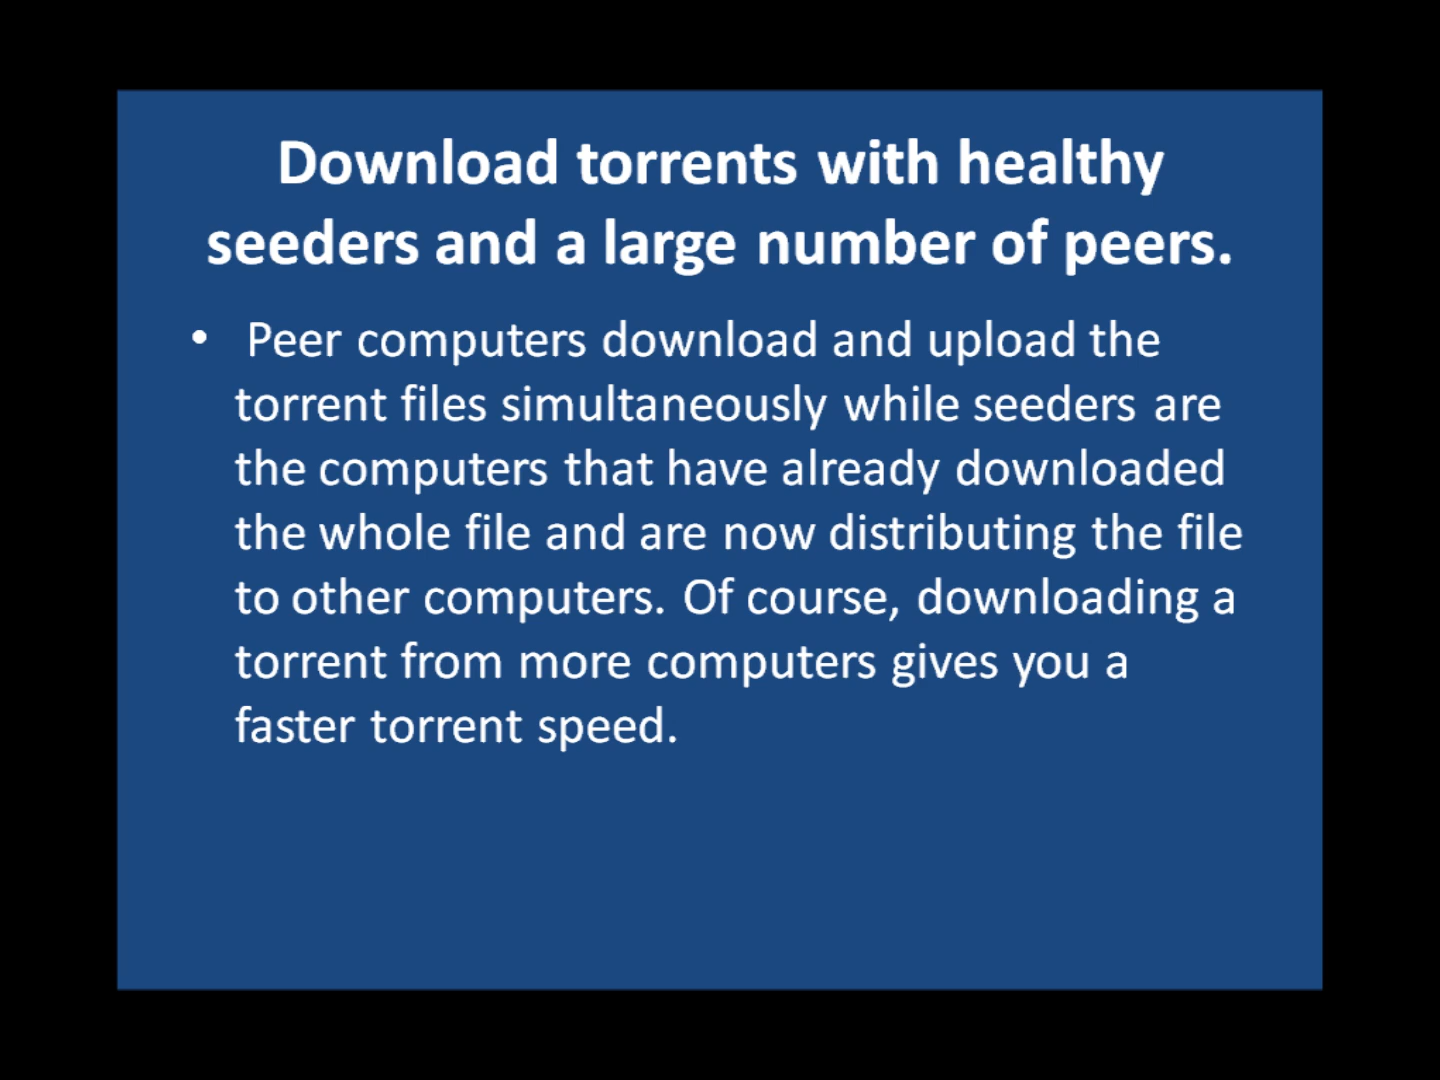 Download torrents with healthy
seeders and a large number of peers.
• Peer computers download and upload the
torrent files simultaneously while seeders are
the computers that have already downloaded
the whole file and are now distributing the file
to other computers. Of course, downloading a
torrent from more computers gives you a
faster torrent speed.